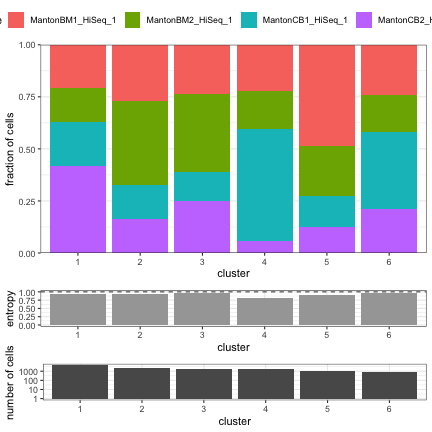 MantonBM1_HiSeq_1 MantonBM2_HiSeq_1 MantonCB1_HiSeq_1
fraction of cells
1.00
0.75
0.50
0.25
0.00
1 2 3 4 5 6
cluster
entropy
1.00
0.75
0.50
0.25
0.00
1 2 3 4 5 6
cluster
number of cells
1000
100
10
1
1 2 3 4 5 6
cluster